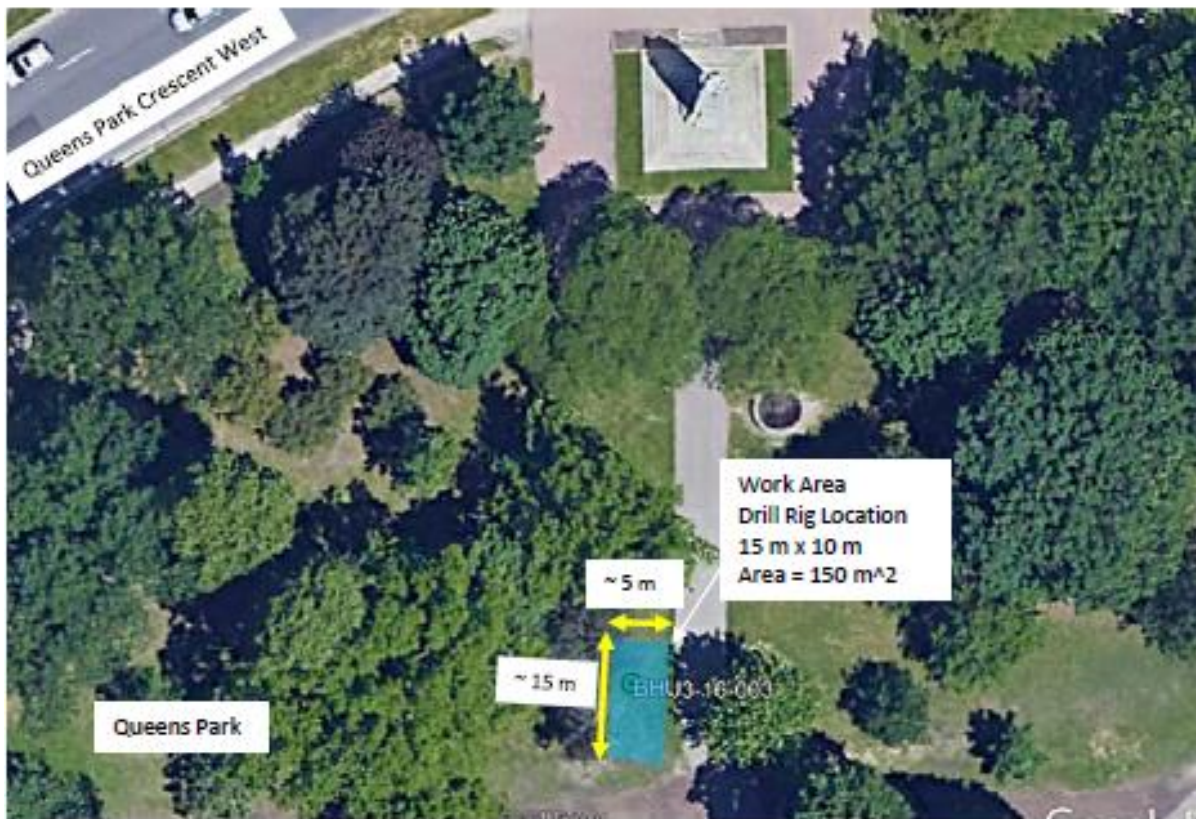 Queens Park Crescent West
Work Area
Drill Rig Location
15 m x 10 m
Area = 150 m^2
~ 5 m
~ 15 m
BHU3-16-003
Queens Park